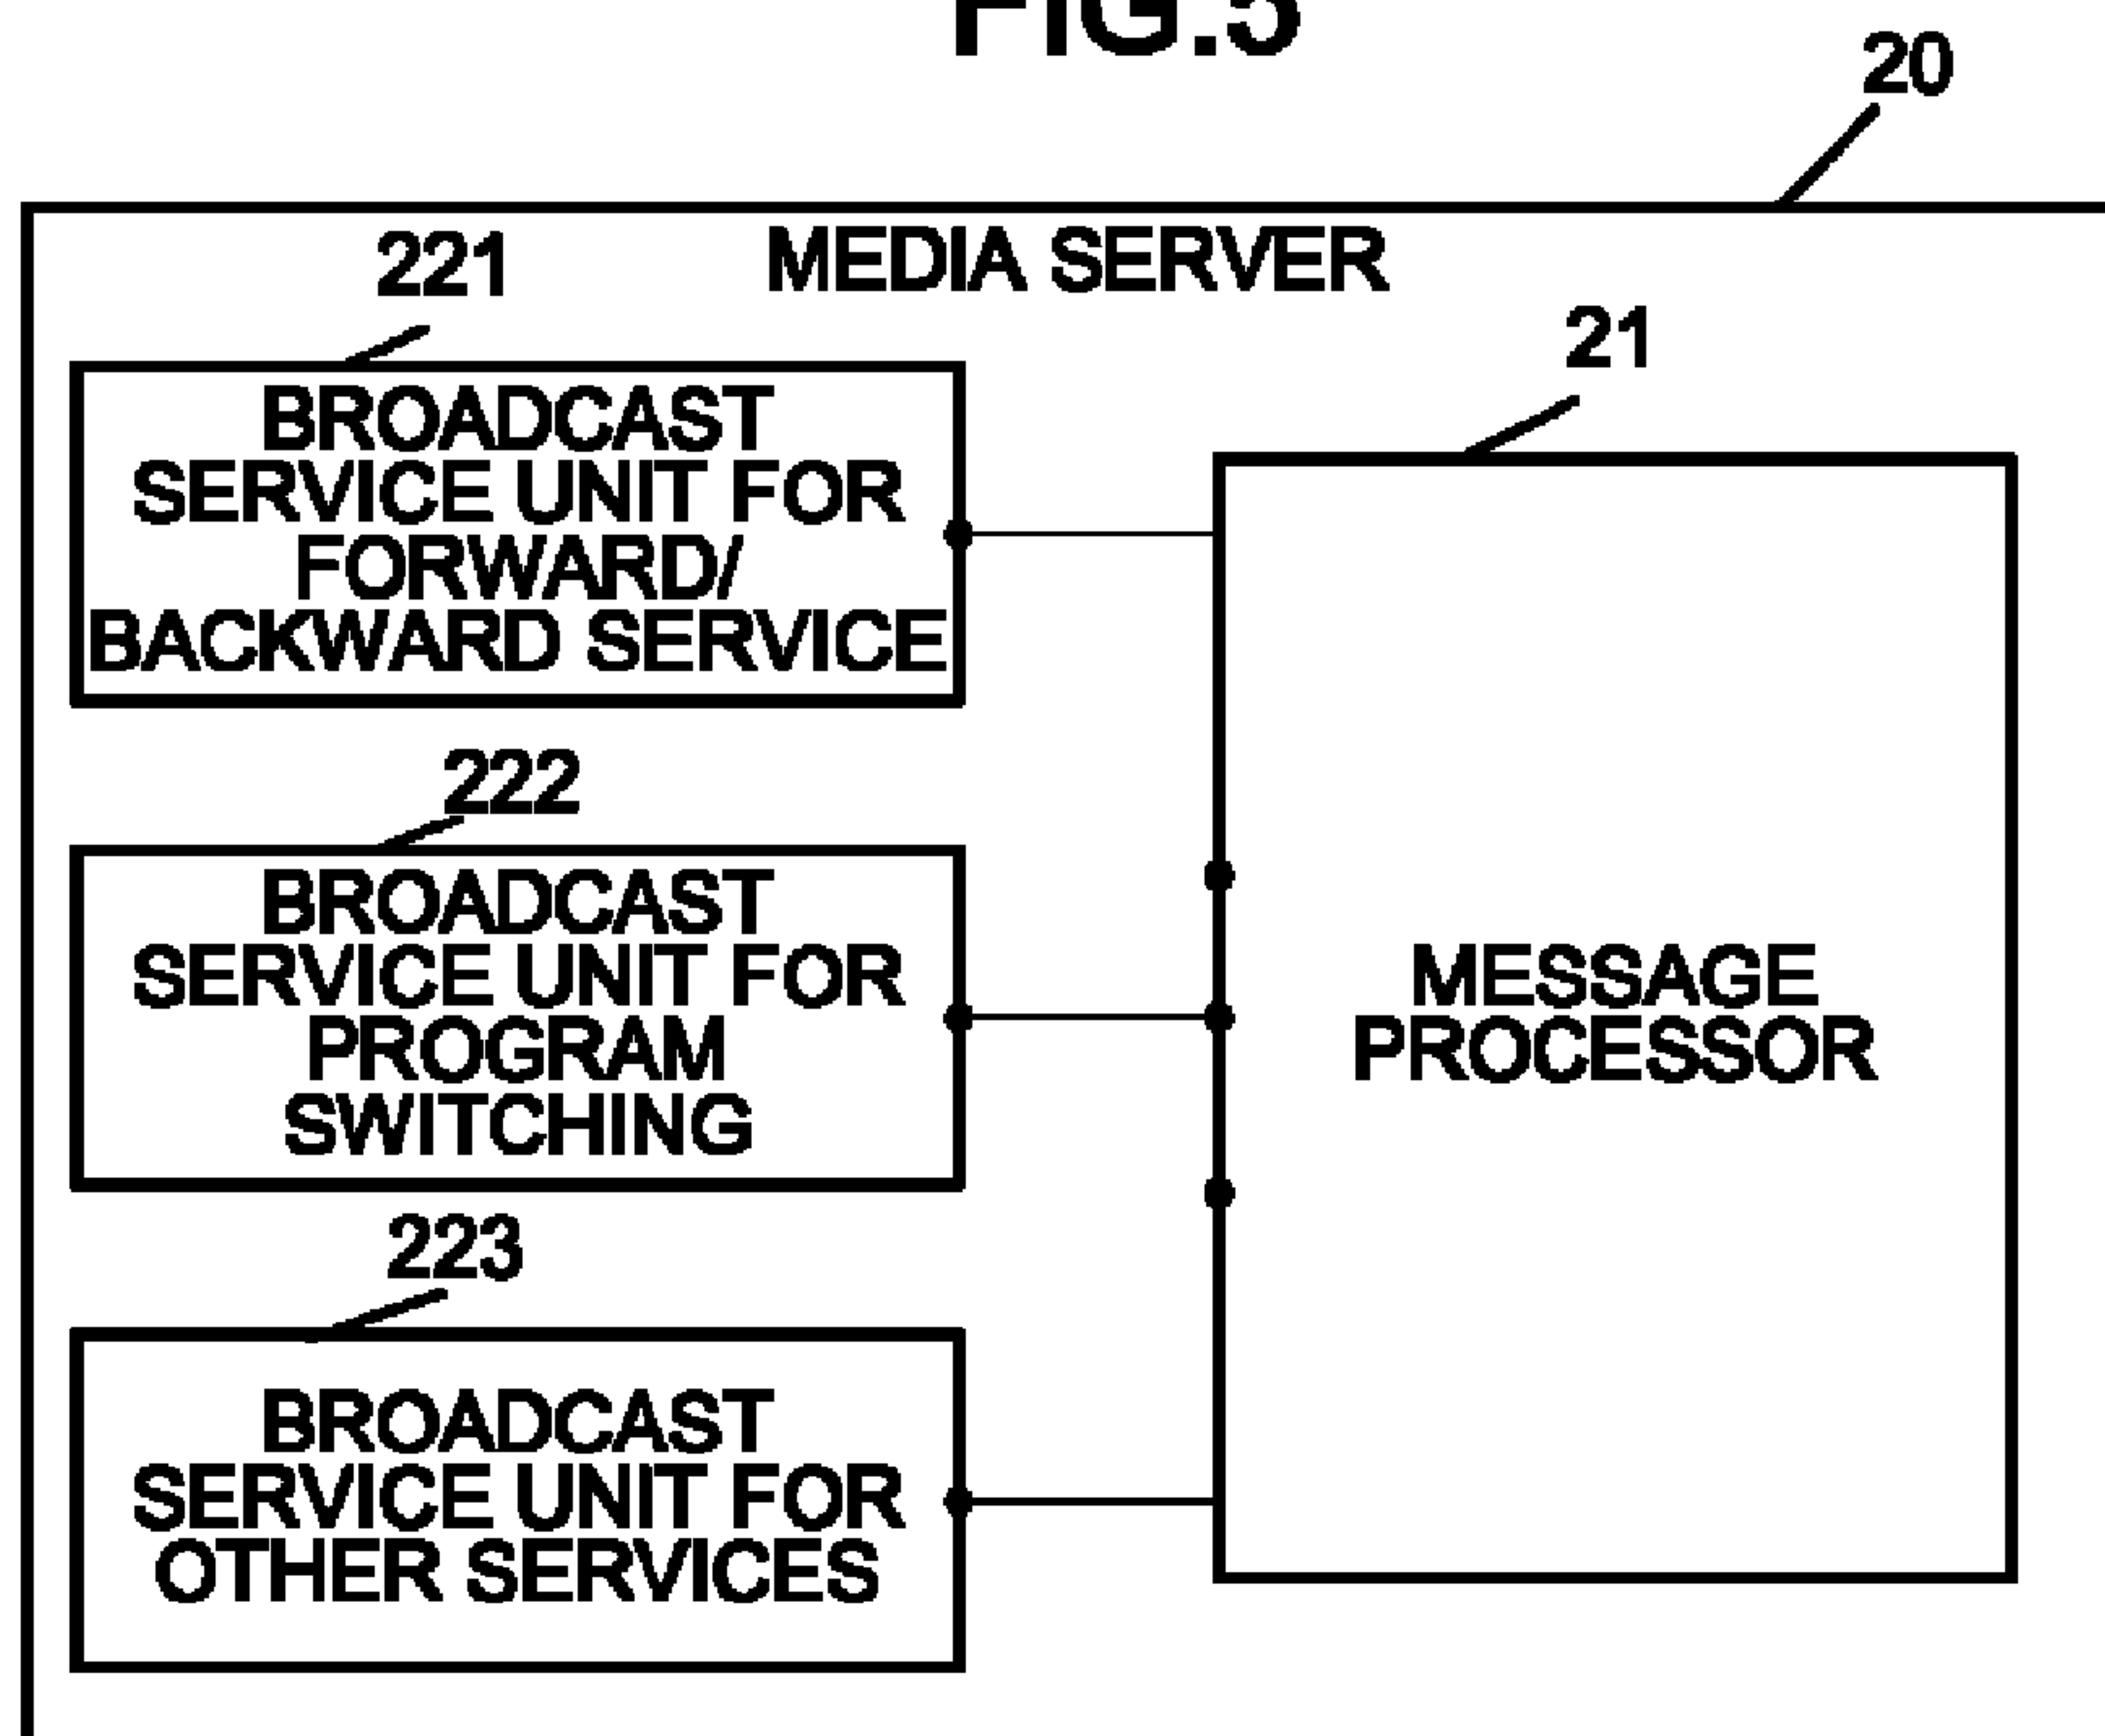 FIG.3
20
MEDIA SERVER
221
21
BROADCAST
SERVICE UNIT FOR
FORWARD/
BACKWARD SERVICE
222
BROADCAST
SERVICE UNIT FOR
PROGRAM
SWITCHING
MESSAGE
PROCESSOR
223
BROADCAST
SERVICE UNIT FOR
OTHER SERVICES